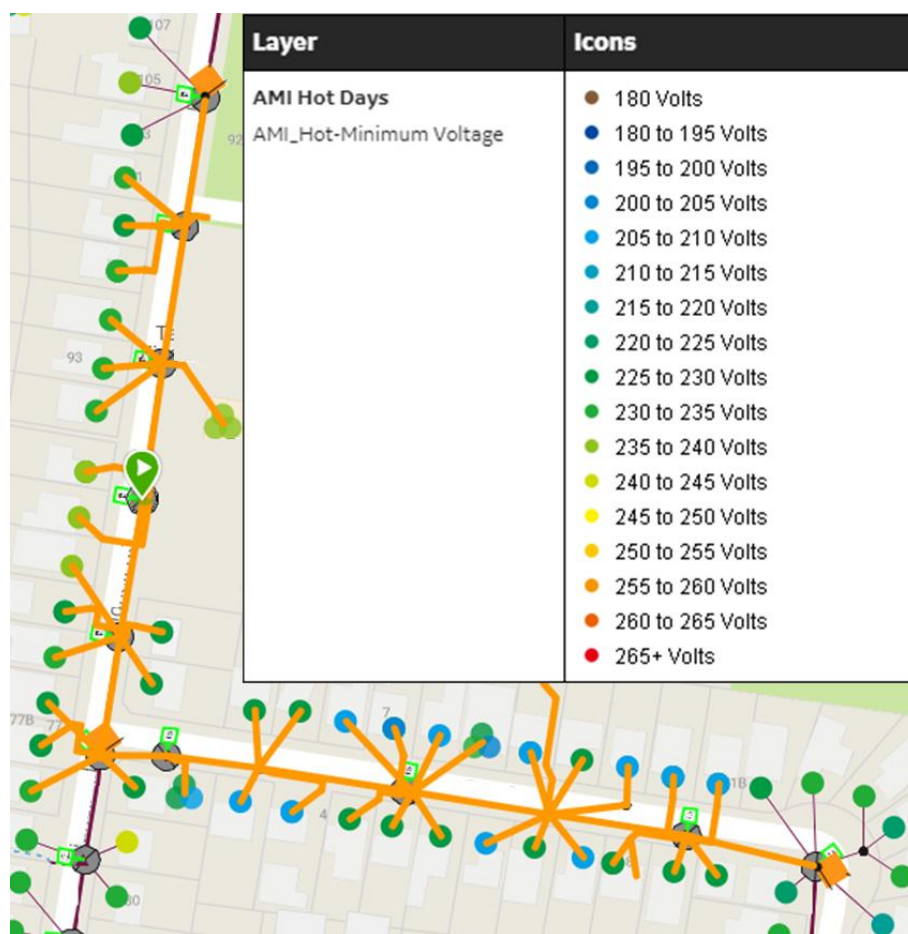 107
Layer
Icons
105
AMI Hot Days
AMI_Hot-Minimum Voltage
180 Volts
180 to 195 Volts
195 to 200 Volts
200 to 205 Volts
205 to 210 Volts
210 to 215 Volts
215 to 220 Volts
220 to 225 Volts
225 to 230 Volts
230 to 235 Volts
235 to 240 Volts
240 to 245 Volts
245 to 250 Volts
250 to 255 Volts
255 to 260 Volts
260 to 265 Volts
265+ Volts
93
77B
7
4